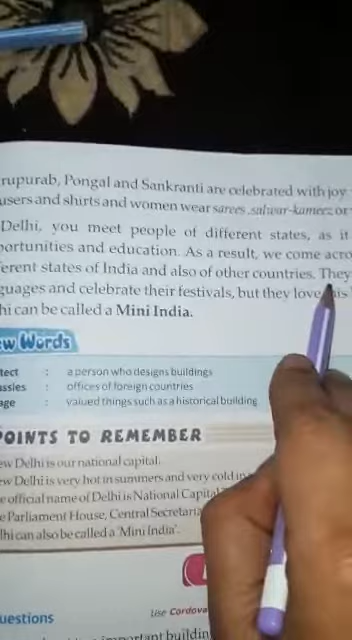 rupurab, Pongal and Sankranti are celebrated with joy
users and shirts and women wear sarees, salwar-kameez or
Delhi, you meet people of different states, as it
portunities and education. As a result, we come acro
ferent states of India and also of other countries. They
guages and celebrate their festivals, but they love this
hi can be called a Mini India.
ew Words
tect : a person who designs buildings
assies : offices of foreign countries
age : valued things such as a historical building
POINTS TO REMEMBER
ew Delhi is our national capital.
ew Delhi is very hot in summers and very cold in
e official name of Delhi is National Capital
e Parliament House, Central Secretaria
lhi can also be called a 'Mini India'.
Use Cordova
uestions
important buildin